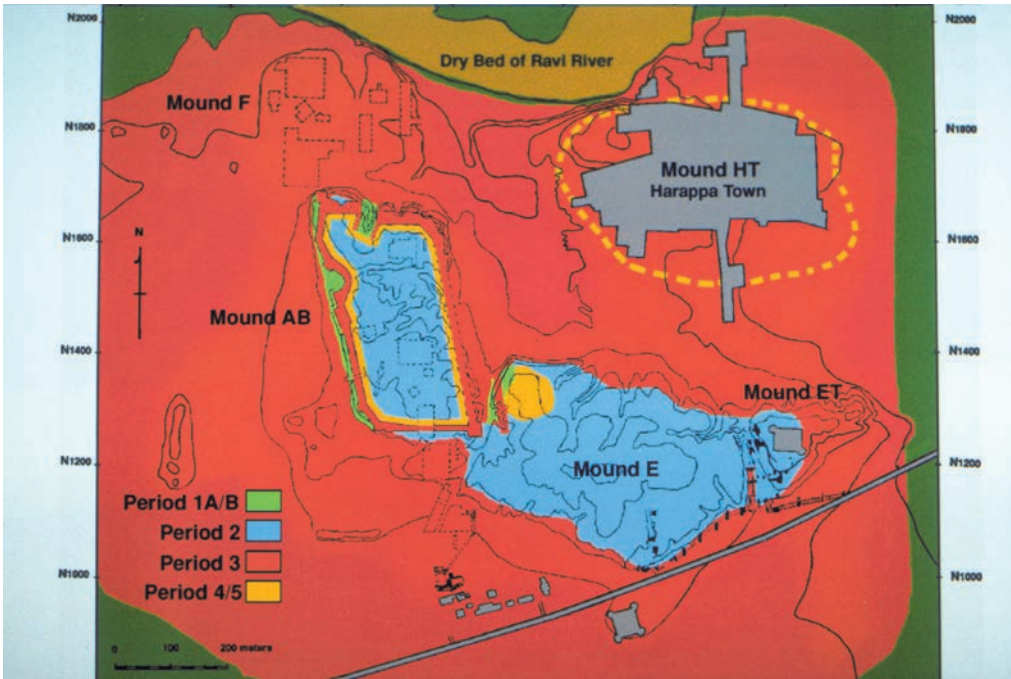 N2000
N2000
Dry Bed of Ravi River
Mound F
N1800
N1800
Mound HT
Harappa Town
N1600
N1600
N
Mound AB
N1400
N1400
Mound ET
Mound E
N1200
N1200
Period 1A/B
Period 2
Period 3
Period 4/5
N1000
N1000
0 100 200 meters